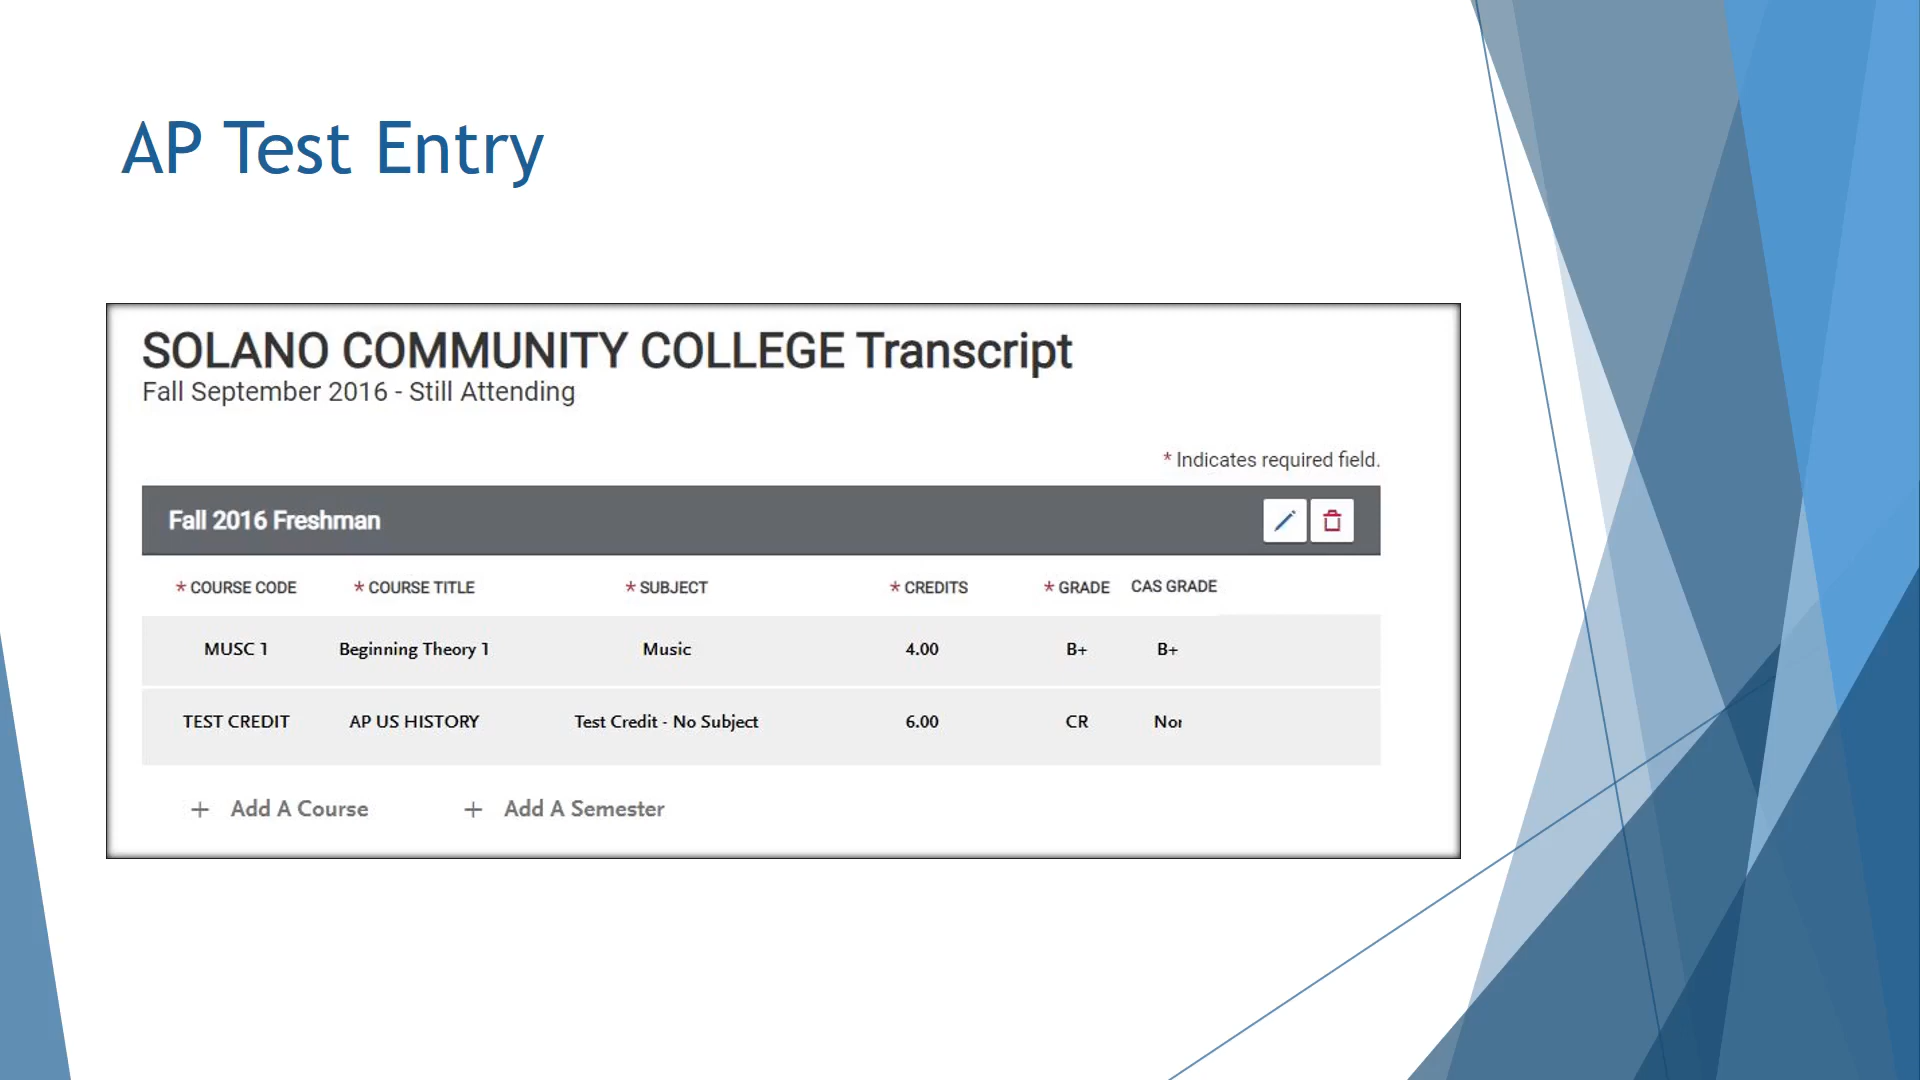 AP Test Entry
SOLANO COMMUNITY COLLEGE Transcript
Fall September 2016 - Still Attending
* Indicates required field.
Fall 2016 Freshman
* COURSE CODE * COURSE TITLE * SUBJECT * CREDITS * GRADE CAS GRADE
MUSC 1 Beginning Theory 1 Music 4.00 B+ B+
TEST CREDIT AP US HISTORY Test Credit - No Subject 6.00 CR
+ Add A Course + Add A Semester